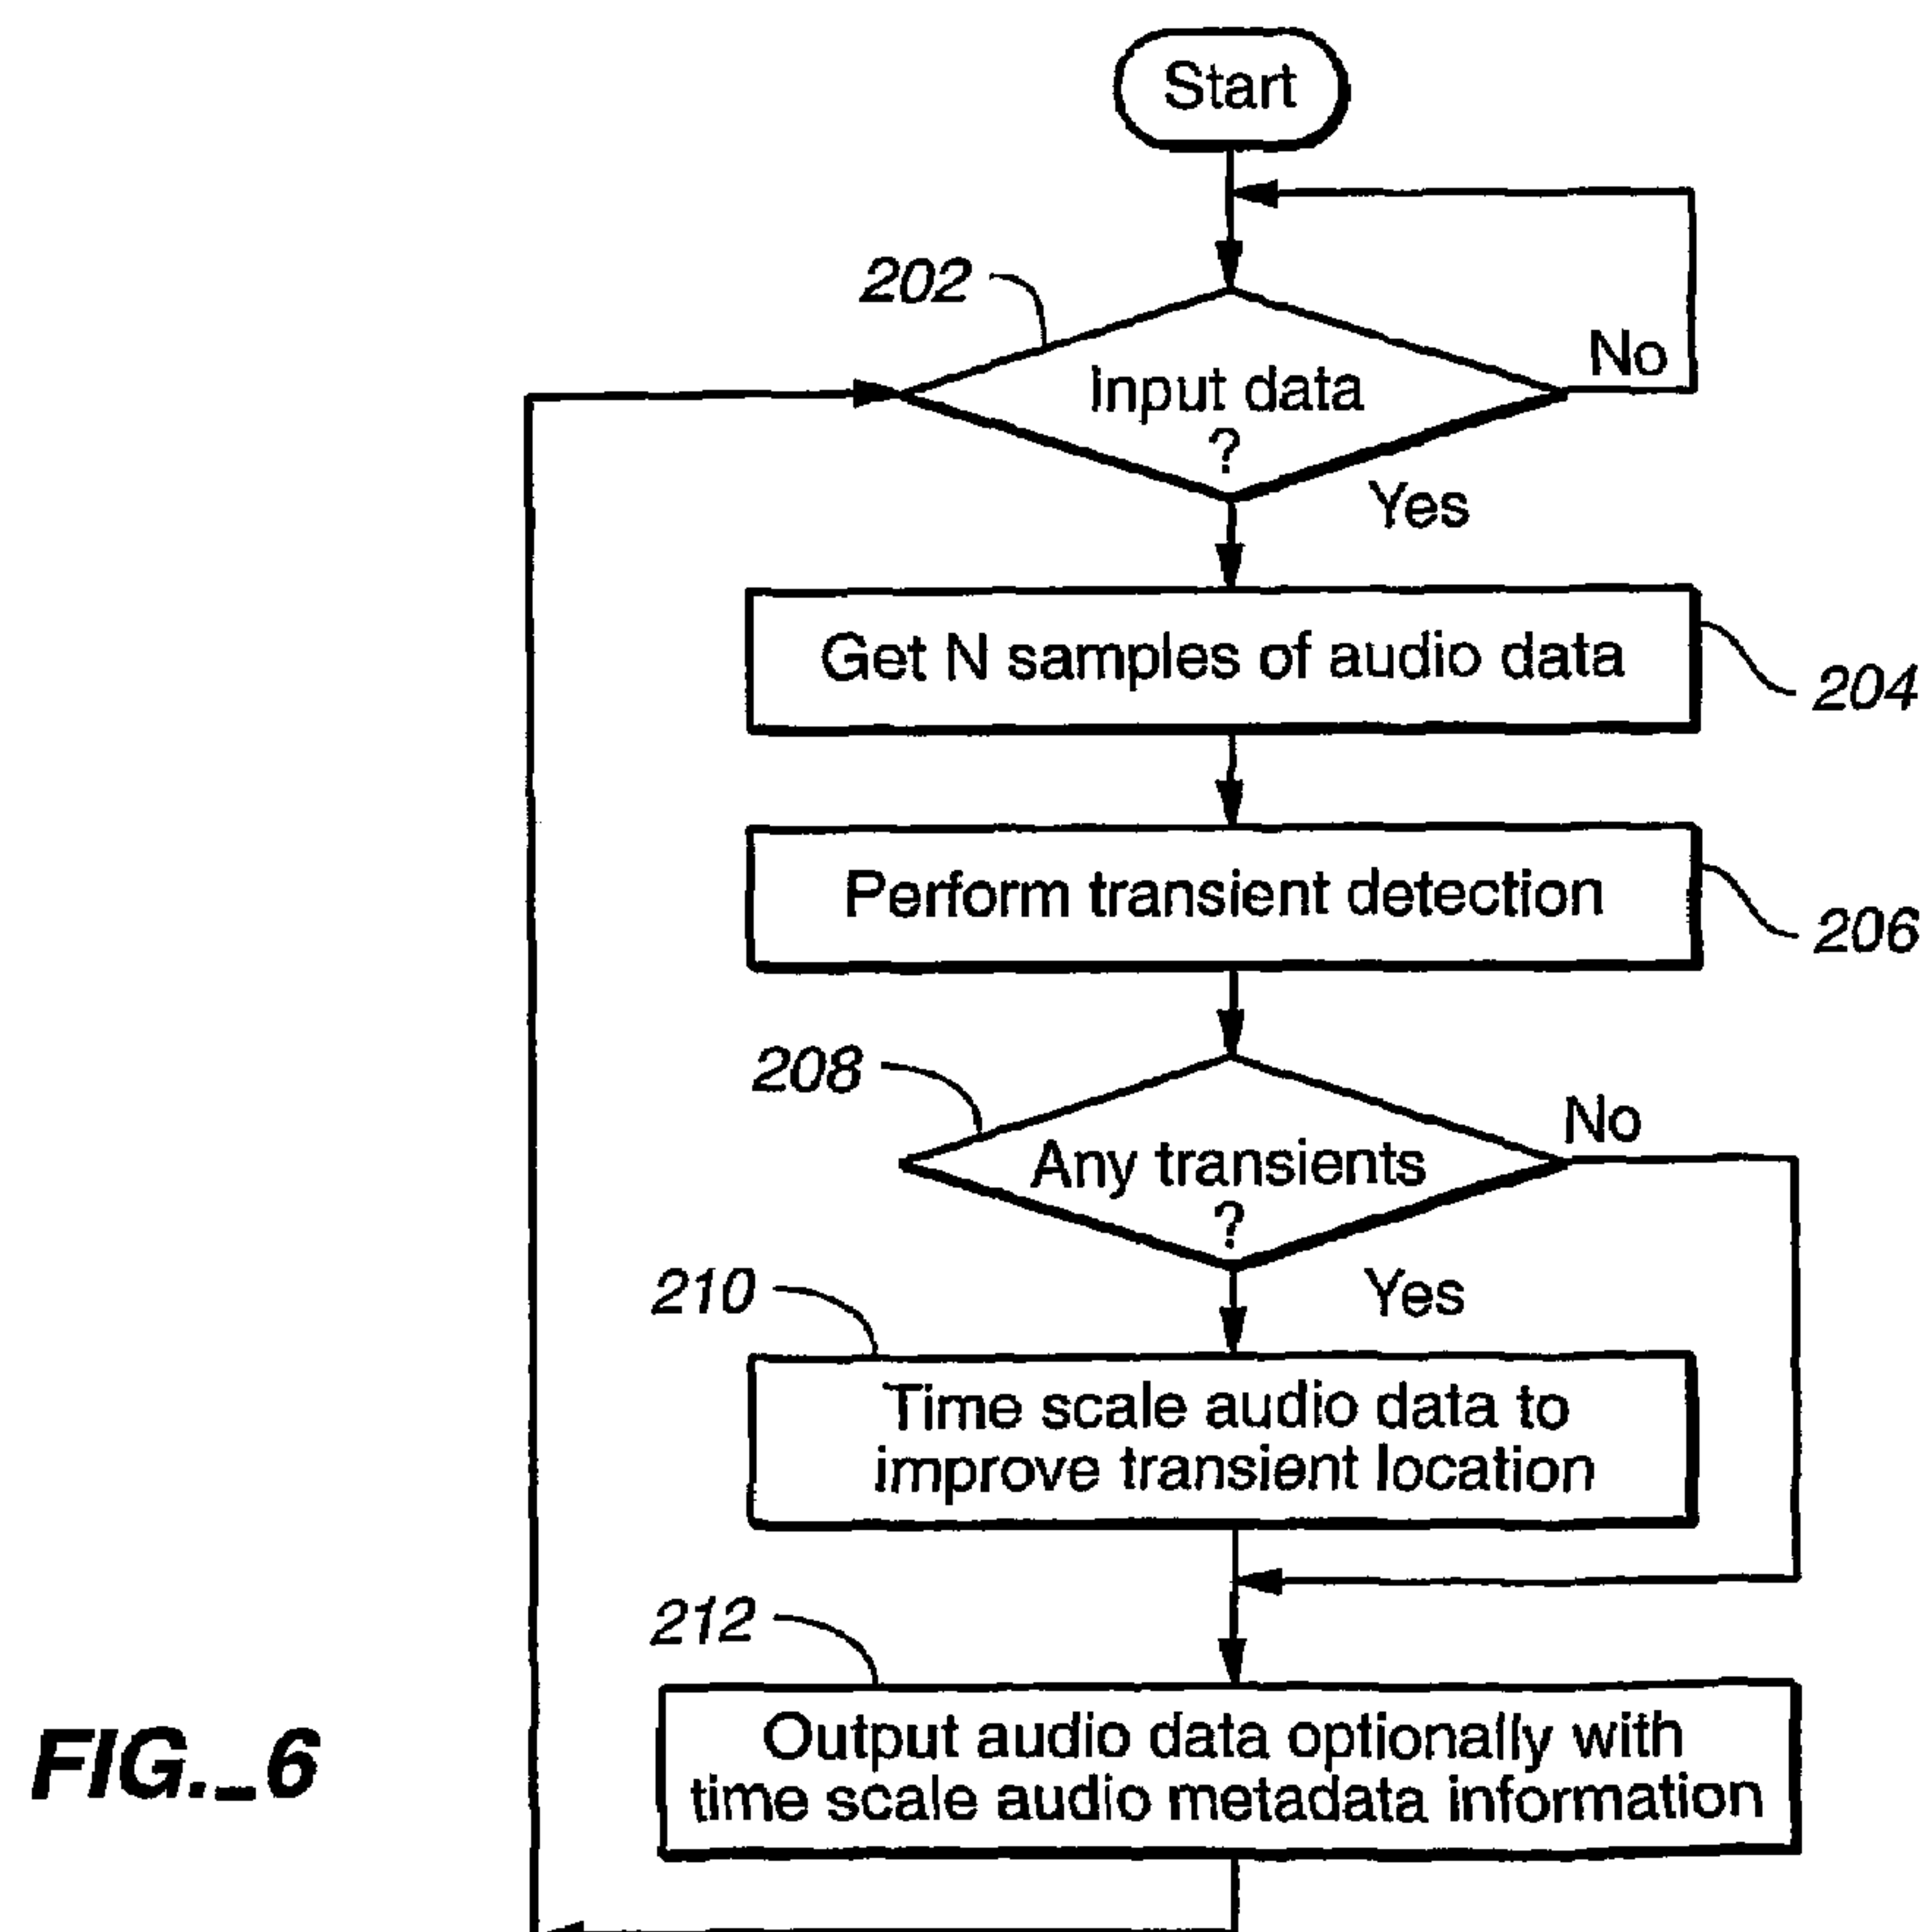 Start
202
Input data
?
No
Yes
Get N samples of audio data
204
Perform transient detection
206
208
Any transients
?
No
Yes
210
Time scale audio data to
improve transient location
212
Output audio data optionally with
time scale audio metadata information
FIG._6